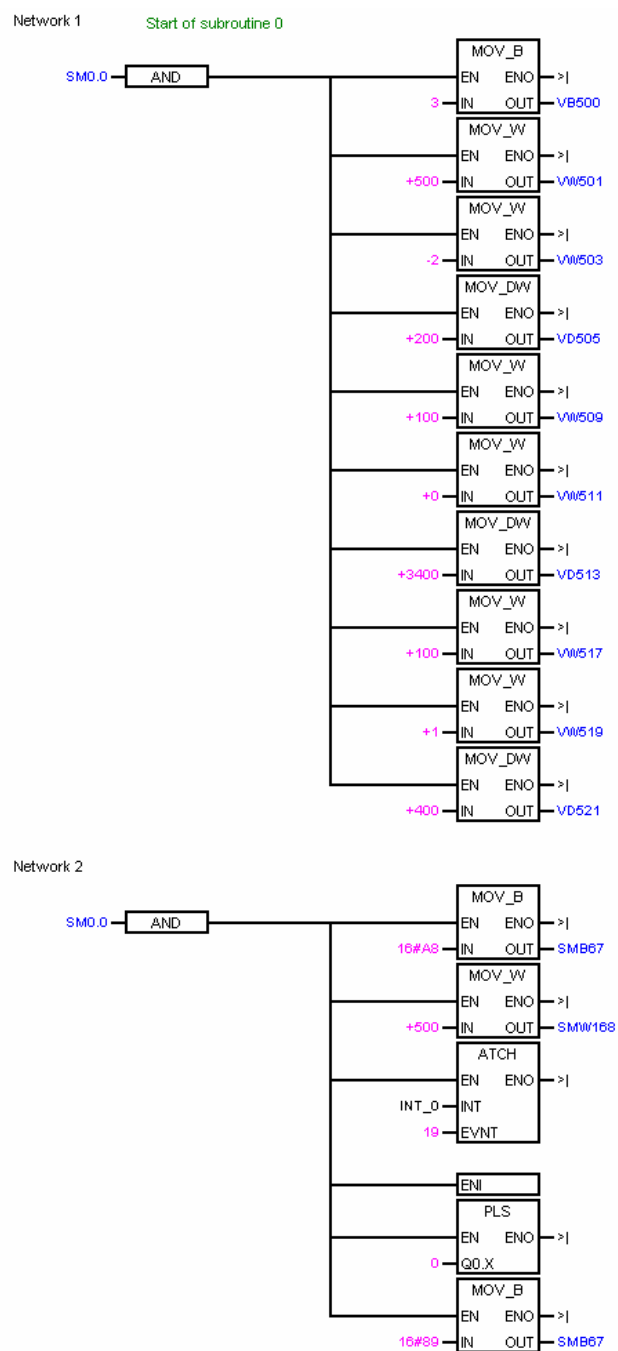 Network 1 Start of subroutine 0
MOV_B
SM0.0 AND EN ENO >|
3 IN OUT VB500
MOV_W
EN ENO >|
+500 IN OUT VW501
MOV_W
EN ENO >|
-2 IN OUT VW503
MOV_DW
EN ENO >|
+200 IN OUT VD505
MOV_W
EN ENO >|
+100 IN OUT VW509
MOV_W
EN ENO >|
+0 IN OUT VW511
MOV_DW
EN ENO >|
+3400 IN OUT VD513
MOV_W
EN ENO >|
+100 IN OUT VW517
MOV_W
EN ENO >|
+1 IN OUT VW519
MOV_DW
EN ENO >|
+400 IN OUT VD521
Network 2
MOV_B
SM0.0 AND EN ENO >|
16#A8 IN OUT SMB67
MOV_W
EN ENO >|
+500 IN OUT SMW168
ATCH
EN ENO >|
INT_0 INT
19 EVNT
ENI
PLS
EN ENO >|
0 Q0.X
MOV_B
EN ENO >|
16#89 IN OUT SMB67